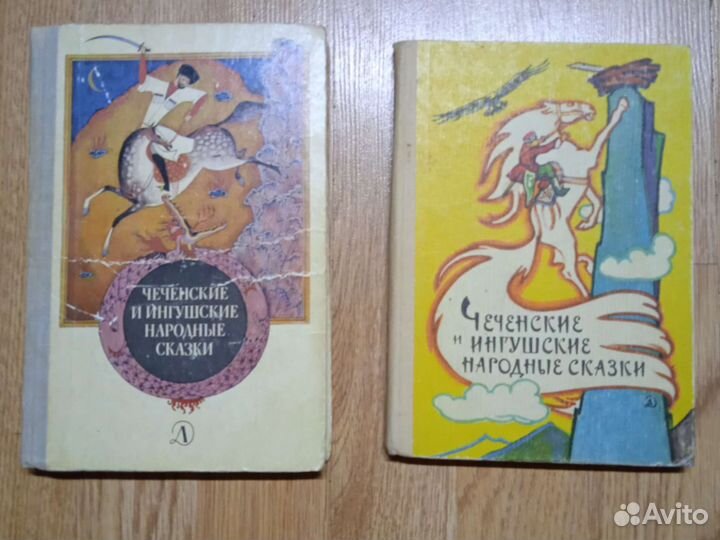 ЧЕЧЕНСКИЕ
И ИНГУШСКИЕ
НАРОДНЫЕ
СКАЗКИ
Д
ЧЕЧЕНСКИЕ
И ИНГУШСКИЕ
НАРОДНЫЕ СКАЗКИ
Д
Avito